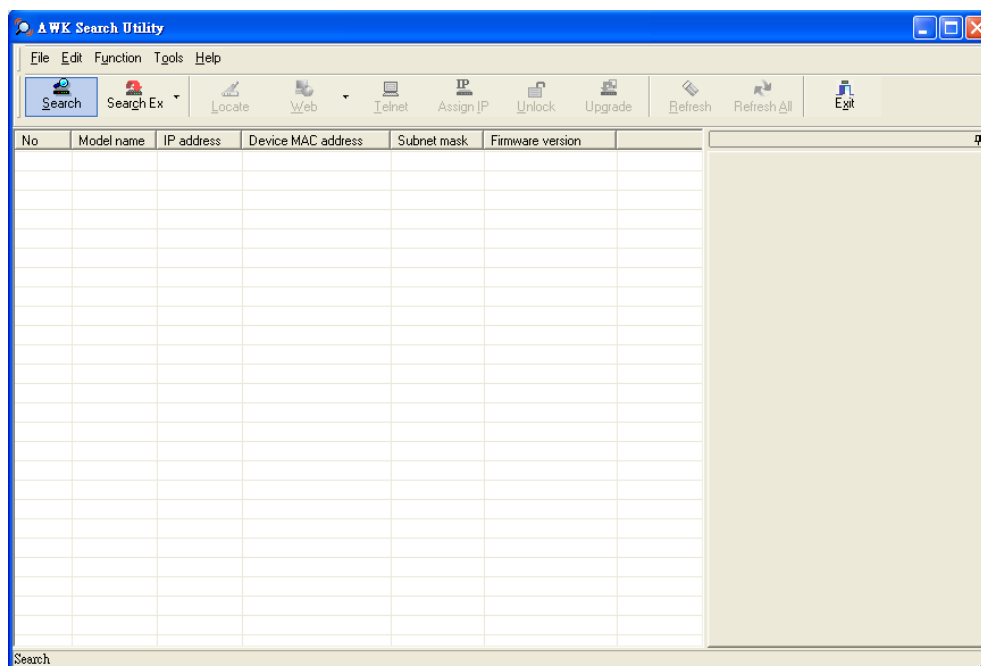 AWK Search Utility
File Edit Function Tools Help
Search Search Ex Locate Web Telnet Assign IP Unlock Upgrade Refresh Refresh All Exit
No Model name IP address Device MAC address Subnet mask Firmware version
Search